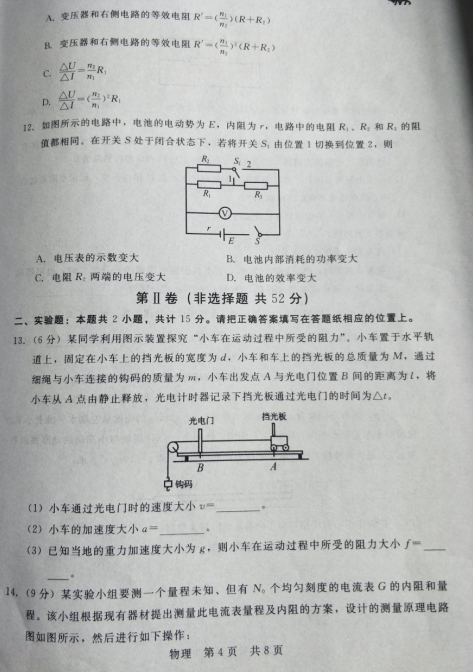 A. 变压器和右侧电路的等效电阻 R′=(n₁/n₂)(R+R₁)
B. 变压器和右侧电路的等效电阻 R′=(n₁/n₂)²(R+R₁)
C. △U/△I=n₂/n₁R₁
D. △U/△I=(n₂/n₁)²R₁
12. 如图所示的电路中，电池的电动势为 E，内阻为 r，电路中的电阻 R₁、R₂ 和 R₃ 的阻
值都相同。在开关 S 处于闭合状态下，若将开关 S₁ 由位置 1 切换到位置 2，则
R₂ S₁ 2
1
R₁ R₃
V
r E S
A. 电压表的示数变大 B. 电池内部消耗的功率变大
C. 电阻 R₂ 两端的电压变大 D. 电池的效率变大
第Ⅱ卷（非选择题 共 52 分）
二、实验题：本题共 2 小题，共计 15 分。请把正确答案填写在答题纸相应的位置上。
13. (6 分) 某同学利用图示装置探究“小车在运动过程中所受的阻力”。小车置于水平轨
道上，固定在小车上的挡光板的宽度为 d，小车和车上的挡光板的总质量为 M，通过
细绳与小车连接的钩码的质量为 m，小车出发点 A 与光电门位置 B 间的距离为 l、将
小车从 A 点由静止释放，光电计时器记录下挡光板通过光电门的时间为△t。
光电门 挡光板
B A
钩码
(1) 小车通过光电门时的速度大小 v=______。
(2) 小车的加速度大小 a=______。
(3) 已知当地的重力加速度大小为 g，则小车在运动过程中所受的阻力大小 f=___
___。
14. (9 分) 某实验小组要测一个量程未知、但有 N₀ 个均匀刻度的电流表 G 的内阻和量
程。该小组根据现有器材提出测量此电流表量程及内阻的方案，设计的测量原理电路
图如图所示，然后进行如下操作：
物理 第 4 页 共 8 页